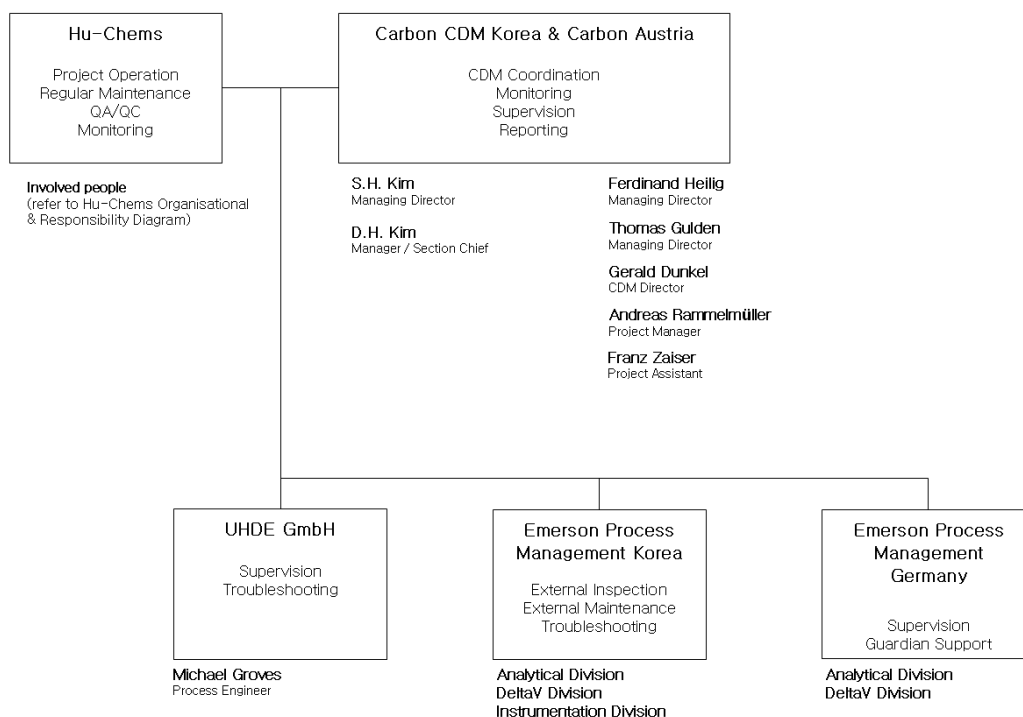 Hu-Chems
Project Operation
Regular Maintenance
QA/QC
Monitoring
Involved people
(refer to Hu-Chems Organisational
& Responsibility Diagram)
Carbon CDM Korea & Carbon Austria
CDM Coordination
Monitoring
Supervision
Reporting
S.H. Kim
Managing Director
D.H. Kim
Manager / Section Chief
Ferdinand Heilig
Managing Director
Thomas Gulden
Managing Director
Gerald Dunkel
CDM Director
Andreas Rammelmüller
Project Manager
Franz Zaiser
Project Assistant
UHDE GmbH
Supervision
Troubleshooting
Michael Groves
Process Engineer
Emerson Process
Management Korea
External Inspection
External Maintenance
Troubleshooting
Analytical Division
DeltaV Division
Instrumentation Division
Emerson Process
Management
Germany
Supervision
Guardian Support
Analytical Division
DeltaV Division